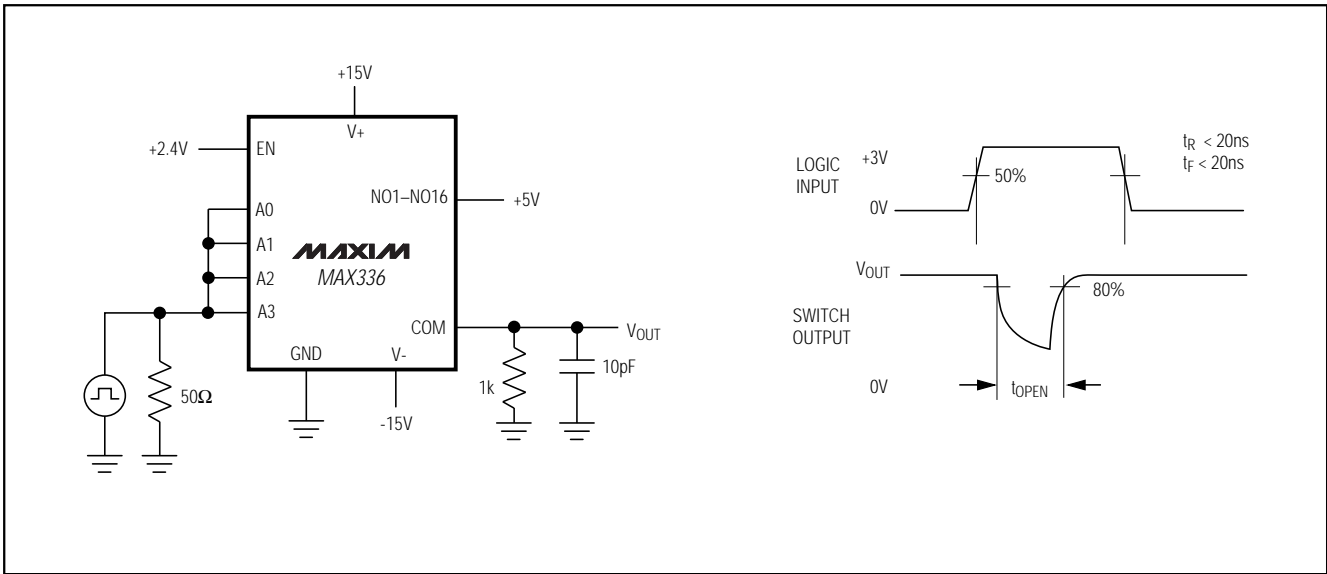 +15V
V+
+2.4V
EN
NO1–NO16
+5V
A0
A1
A2
A3
MAXIM
MAX336
COM
VOUT
GND
V-
50Ω
-15V
1k
10pF
LOGIC
INPUT
+3V
0V
50%
tR < 20ns
tF < 20ns
VOUT
80%
SWITCH
OUTPUT
0V
tOPEN